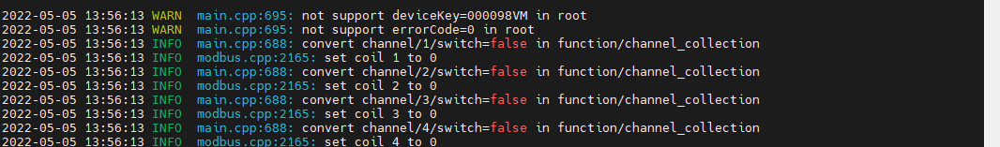 2022-05-05 13:56:13 WARN main.cpp:695: not support deviceKey=000098VM in root
2022-05-05 13:56:13 WARN main.cpp:695: not support errorCode=0 in root
2022-05-05 13:56:13 INFO main.cpp:688: convert channel/1/switch=false in function/channel_collection
2022-05-05 13:56:13 INFO modbus.cpp:2165: set coil 1 to 0
2022-05-05 13:56:13 INFO main.cpp:688: convert channel/2/switch=false in function/channel_collection
2022-05-05 13:56:13 INFO modbus.cpp:2165: set coil 2 to 0
2022-05-05 13:56:13 INFO main.cpp:688: convert channel/3/switch=false in function/channel_collection
2022-05-05 13:56:13 INFO modbus.cpp:2165: set coil 3 to 0
2022-05-05 13:56:13 INFO main.cpp:688: convert channel/4/switch=false in function/channel_collection
2022-05-05 13:56:13 INFO modbus.cpp:2165: set coil 4 to 0